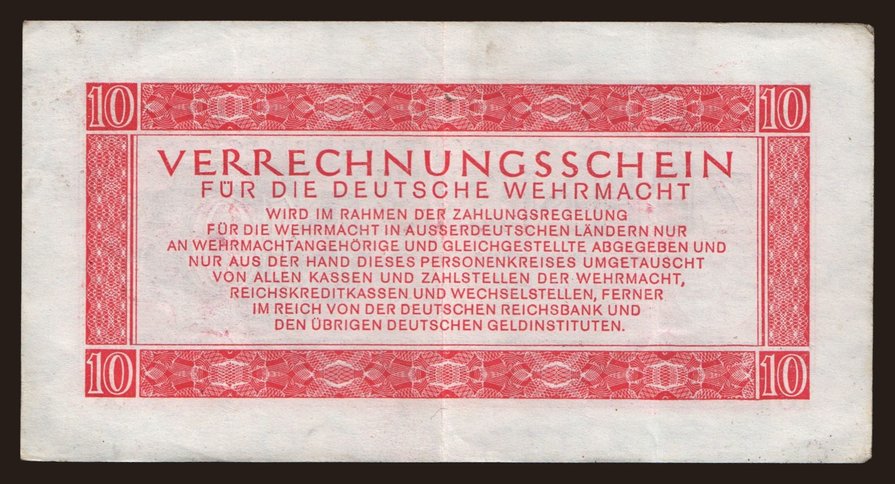 10 10
VERRECHNUNGSSCHEIN
FÜR DIE DEUTSCHE WEHRMACHT
WIRD IM RAHMEN DER ZAHLUNGSREGELUNG
FÜR DIE WEHRMACHT IN AUSSERDEUTSCHEN LÄNDERN NUR
AN WEHRMACHTANGEHÖRIGE UND GLEICHGESTELLTE ABGEGEBEN UND
NUR AUS DER HAND DIESES PERSONENKREISES UMGETAUSCHT
VON ALLEN KASSEN UND ZAHLSTELLEN DER WEHRMACHT,
REICHSKREDITKASSEN UND WECHSELSTELLEN, FERNER
IM REICH VON DER DEUTSCHEN REICHSBANK UND
DEN ÜBRIGEN DEUTSCHEN GELDINSTITUTEN.
10 10